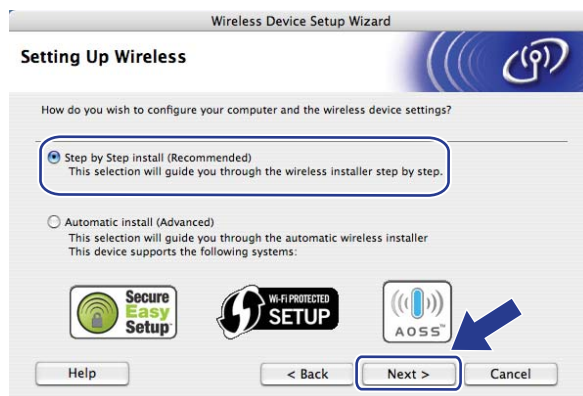 Wireless Device Setup Wizard
Setting Up Wireless
How do you wish to configure your computer and the wireless device settings?
Step by Step install (Recommended)
This selection will guide you through the wireless installer step by step.
Automatic install (Advanced)
This selection will guide you through the automatic wireless installer
This device supports the following systems:
Secure
Easy
Setup
Wi-Fi PROTECTED
SETUP
AOSS™
Help
< Back
Next >
Cancel